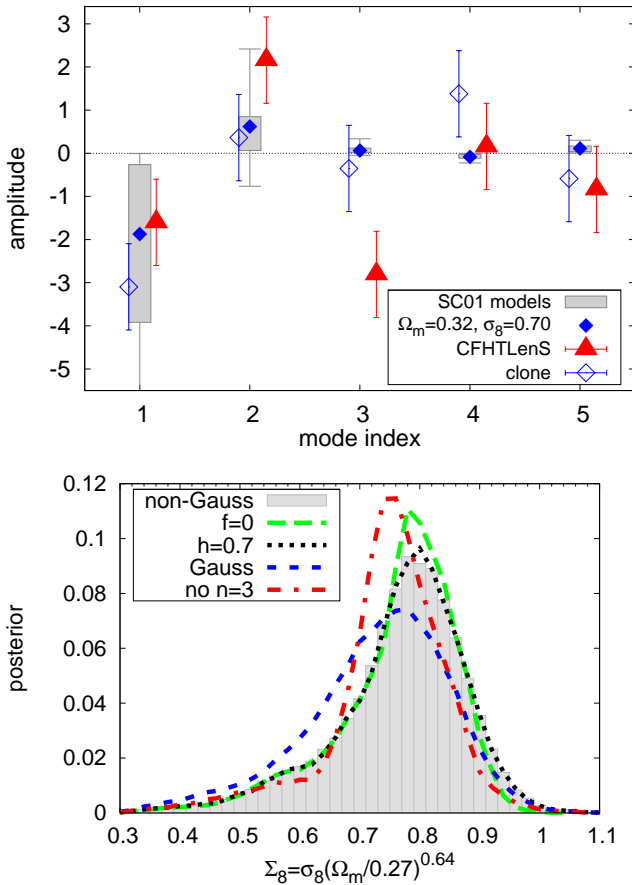 3
2
1
0
-1
-2
-3
-4
-5
amplitude
SC01 models
Ωm=0.32, σ8=0.70
CFHTLenS
clone
1 2 3 4 5
mode index
0.12
0.1
0.08
0.06
0.04
0.02
0
posterior
non-Gauss
f=0
h=0.7
Gauss
no n=3
0.3 0.4 0.5 0.6 0.7 0.8 0.9 1 1.1
Σ8=σ8(Ωm/0.27)^0.64